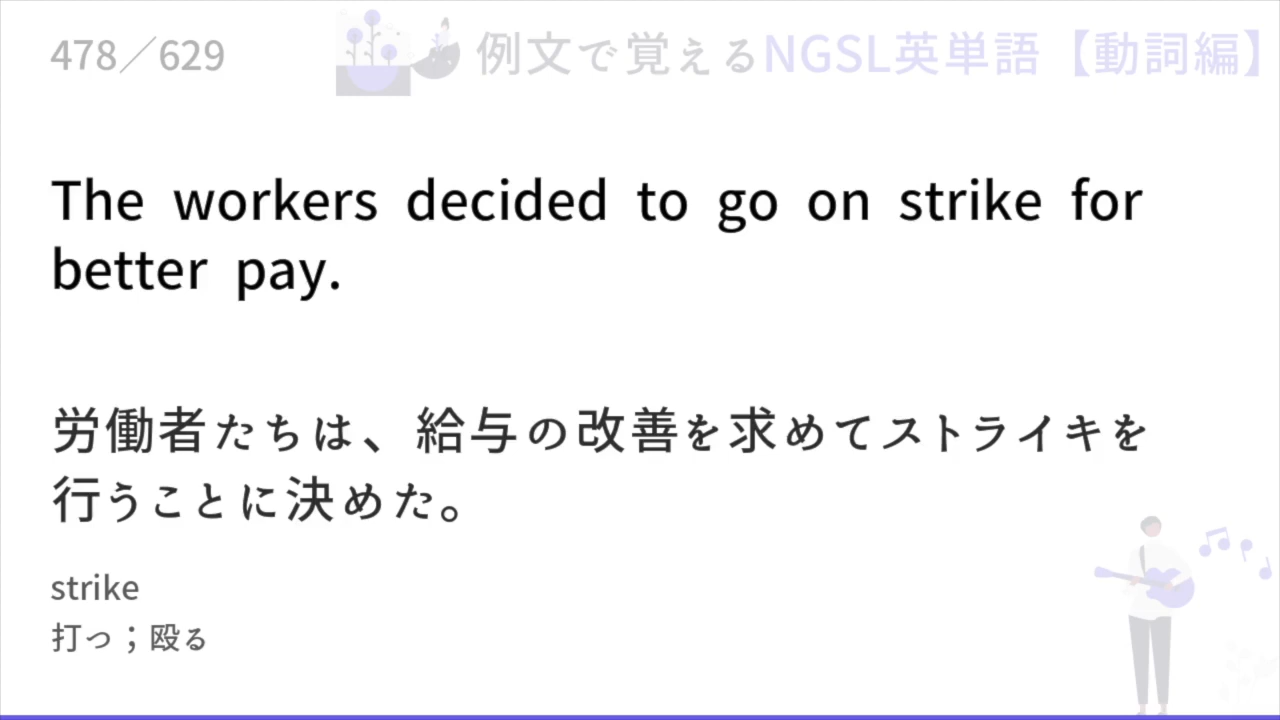 478／629
例文で覚えるNGSL英単語【動詞編】
The workers decided to go on strike for
better pay.
労働者たちは、給与の改善を求めてストライキを
行うことに決めた。
strike
打つ；殴る